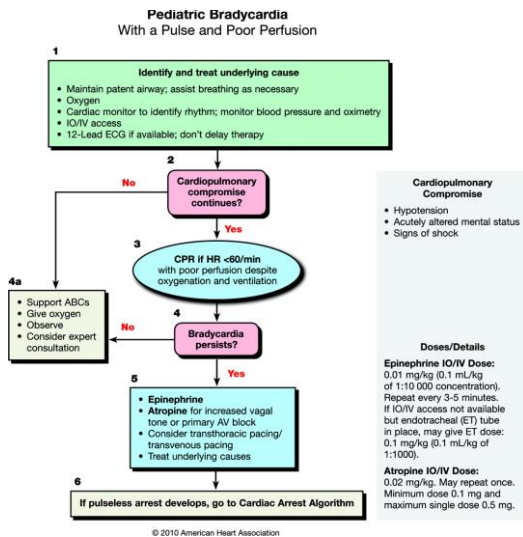 Pediatric Bradycardia
With a Pulse and Poor Perfusion
1
Identify and treat underlying cause
• Maintain patent airway; assist breathing as necessary
• Oxygen
• Cardiac monitor to identify rhythm; monitor blood pressure and oximetry
• IO/IV access
• 12-Lead ECG if available; don't delay therapy
2
No
Cardiopulmonary
compromise
continues?
Yes
3
CPR if HR <60/min
with poor perfusion despite
oxygenation and ventilation
4a
• Support ABCs
• Give oxygen
• Observe
• Consider expert
consultation
4
No
Bradycardia
persists?
Yes
5
• Epinephrine
• Atropine for increased vagal
tone or primary AV block
• Consider transthoracic pacing/
transvenous pacing
• Treat underlying causes
6
If pulseless arrest develops, go to Cardiac Arrest Algorithm
Cardiopulmonary
Compromise
• Hypotension
• Acutely altered mental status
• Signs of shock
Doses/Details
Epinephrine IO/IV Dose:
0.01 mg/kg (0.1 mL/kg
of 1:10 000 concentration).
Repeat every 3-5 minutes.
If IO/IV access not available
but endotracheal (ET) tube
in place, may give ET dose:
0.1 mg/kg (0.1 mL/kg of
1:1000).
Atropine IO/IV Dose:
0.02 mg/kg. May repeat once.
Minimum dose 0.1 mg and
maximum single dose 0.5 mg.
© 2010 American Heart Association